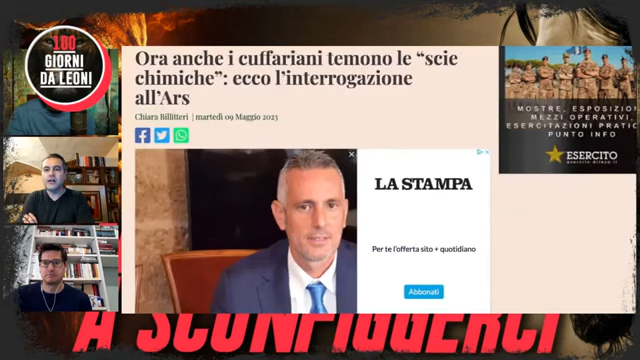 100
GIORNI
DA LEONI
Ora anche i cuffariani temono le “scie
chimiche”: ecco l’interrogazione
all’Ars
Chiara Billitteri | martedì 09 Maggio 2023
LA STAMPA
Per te l'offerta sito + quotidiano
Abbonati
MOSTRE, ESPOSIZIO
MEZZI OPERATIVI,
ESERCITAZIONI PRATIC
PUNTO INFO
ESERCITO
A SCONFIGGERCI